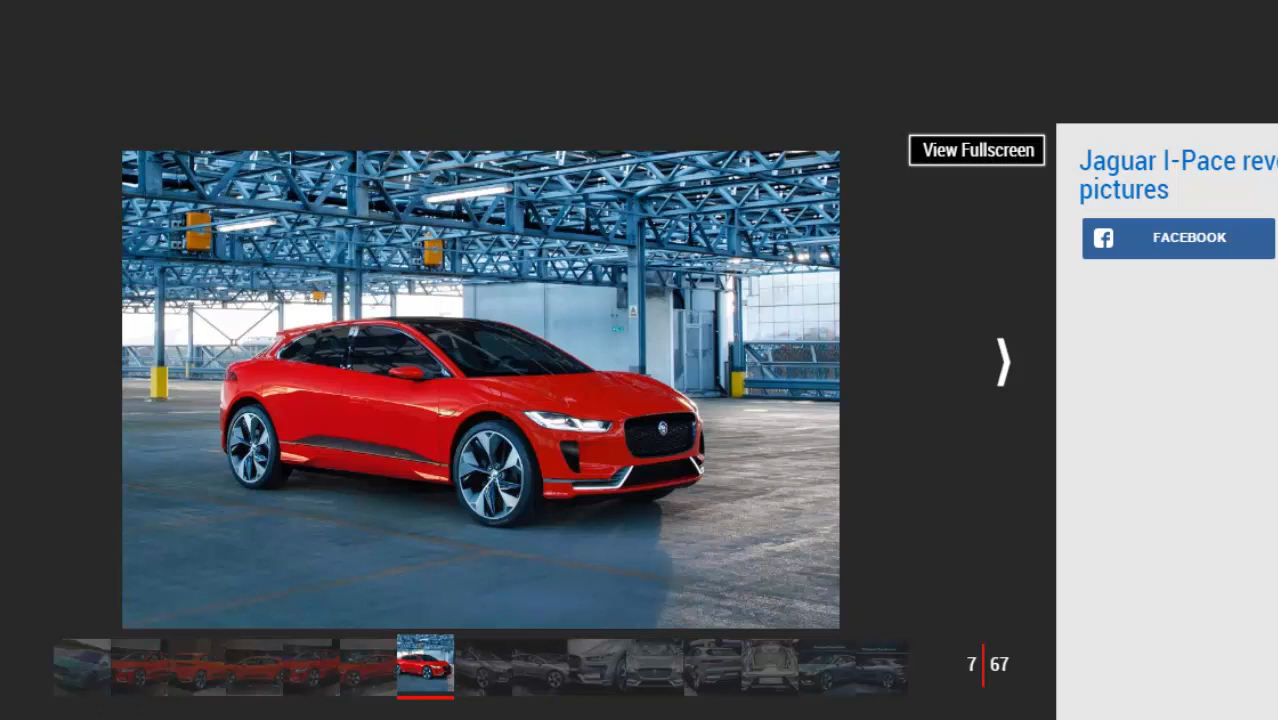 View Fullscreen
Jaguar I-Pace reve
pictures
FACEBOOK
7 67